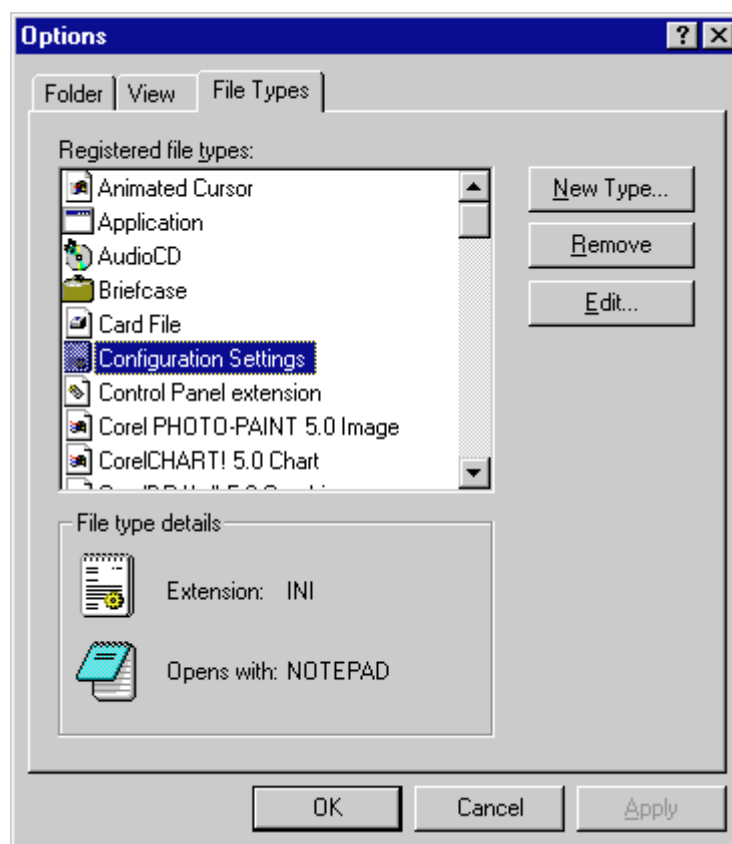 Options
Folder View File Types
Registered file types:
Animated Cursor
Application
AudioCD
Briefcase
Card File
Configuration Settings
Control Panel extension
Corel PHOTO-PAINT 5.0 Image
CorelCHART! 5.0 Chart
New Type...
Remove
Edit...
File type details
Extension: INI
Opens with: NOTEPAD
OK Cancel Apply